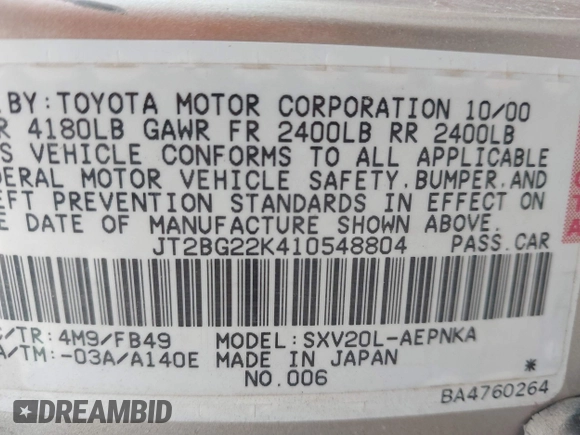 BY: TOYOTA MOTOR CORPORATION 10/00
R 4180LB GAWR FR 2400LB RR 2400LB
S VEHICLE CONFORMS TO ALL APPLICABLE
DERAL MOTOR VEHICLE SAFETY, BUMPER, AND
EFT PREVENTION STANDARDS IN EFFECT ON
E DATE OF MANUFACTURE SHOWN ABOVE.
JT2BG22K410548804 PASS.CAR
/TR: 4M9/FB49 MODEL: SXV20L-AEPNKA
A/TM: -03A/A140E MADE IN JAPAN
NO.006
*
BA4760264
DREAMBID49